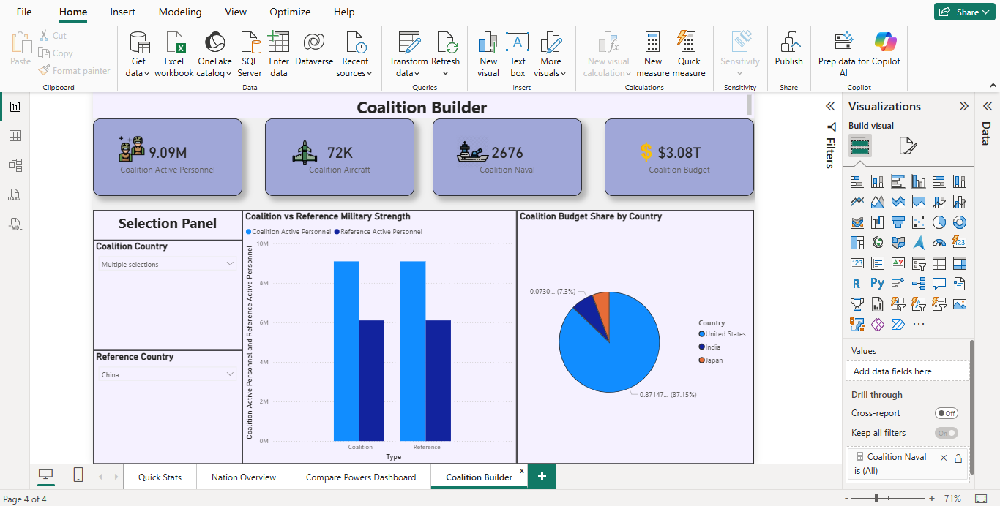 File Home Insert Modeling View Optimize Help Share
Paste
Cut
Copy
Format painter
Clipboard
Get data
Excel workbook
OneLake catalog
SQL Server
Enter data
Dataverse
Recent sources
Data
Transform data
Refresh
Queries
New visual
Text box
More visuals
Insert
New visual calculation
New measure
Quick measure
Calculations
Sensitivity
Sensitivity
Publish
Share
Prep data for AI
Copilot
Copilot
Coalition Builder
9.09M
Coalition Active Personnel
72K
Coalition Aircraft
2676
Coalition Naval
$ $3.08T
Coalition Budget
Selection Panel
Coalition Country
Multiple selections
Reference Country
China
Coalition vs Reference Military Strength
Coalition Active Personnel Reference Active Personnel
Coalition Active Personnel and Reference Active Personnel
10M
8M
6M
4M
2M
0M
Coalition Reference
Type
Coalition Budget Share by Country
0.0730... (7.3%)
0.87147... (87.15%)
Country
United States
India
Japan
Filters
Visualizations
Build visual
R Py
123
123
...
Values
Add data fields here
Drill through
Cross-report Off
Keep all filters On
Coalition Naval
is (All)
Data
DAX
TMDL
Quick Stats Nation Overview Compare Powers Dashboard Coalition Builder x +
Page 4 of 4
- + 71%